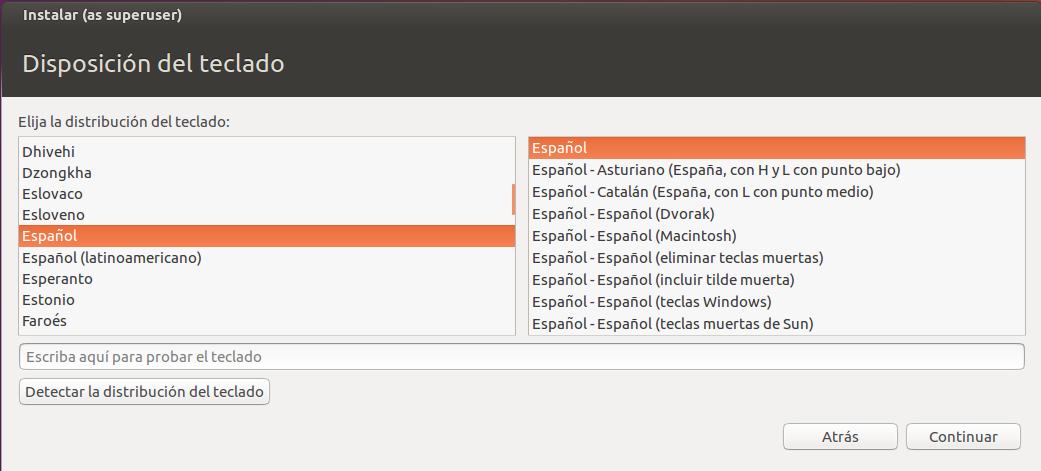 Instalar (as superuser)
Disposición del teclado
Elija la distribución del teclado:
Dhivehi
Dzongkha
Eslovaco
Esloveno
Español
Español (latinoamericano)
Esperanto
Estonio
Faroés
Español
Español - Asturiano (España, con H y L con punto bajo)
Español - Catalán (España, con L con punto medio)
Español - Español (Dvorak)
Español - Español (Macintosh)
Español - Español (eliminar teclas muertas)
Español - Español (incluir tilde muerta)
Español - Español (teclas Windows)
Español - Español (teclas muertas de Sun)
Escriba aquí para probar el teclado
Detectar la distribución del teclado
Atrás
Continuar